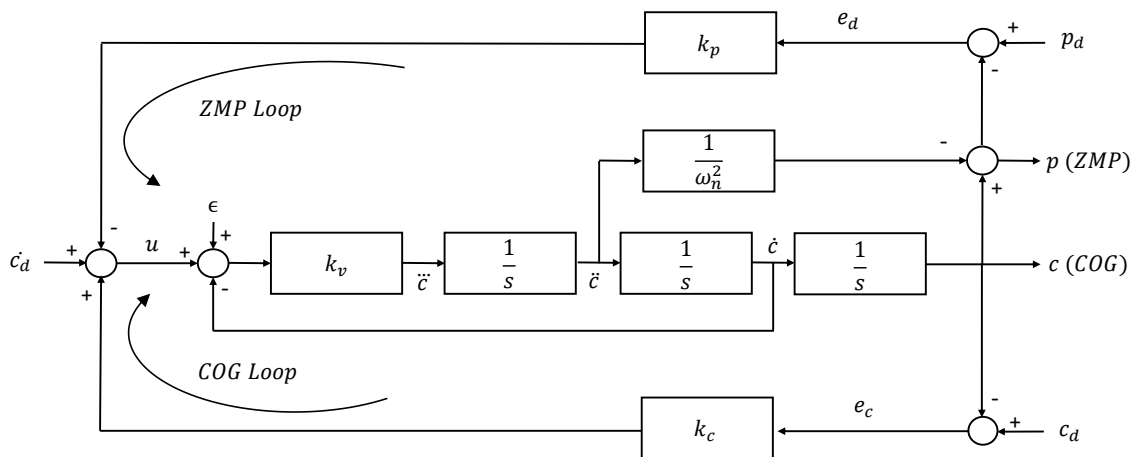 e_d
+ p_d
k_p
-
ZMP Loop
1/ω_n^2
-
p (ZMP)
+
ϵ
-
+
ċ_d
+
u
+
k_v
c⃛
1/s
c̈
1/s
ċ
1/s
c (COG)
+
-
COG Loop
-
e_c
+
k_c
c_d